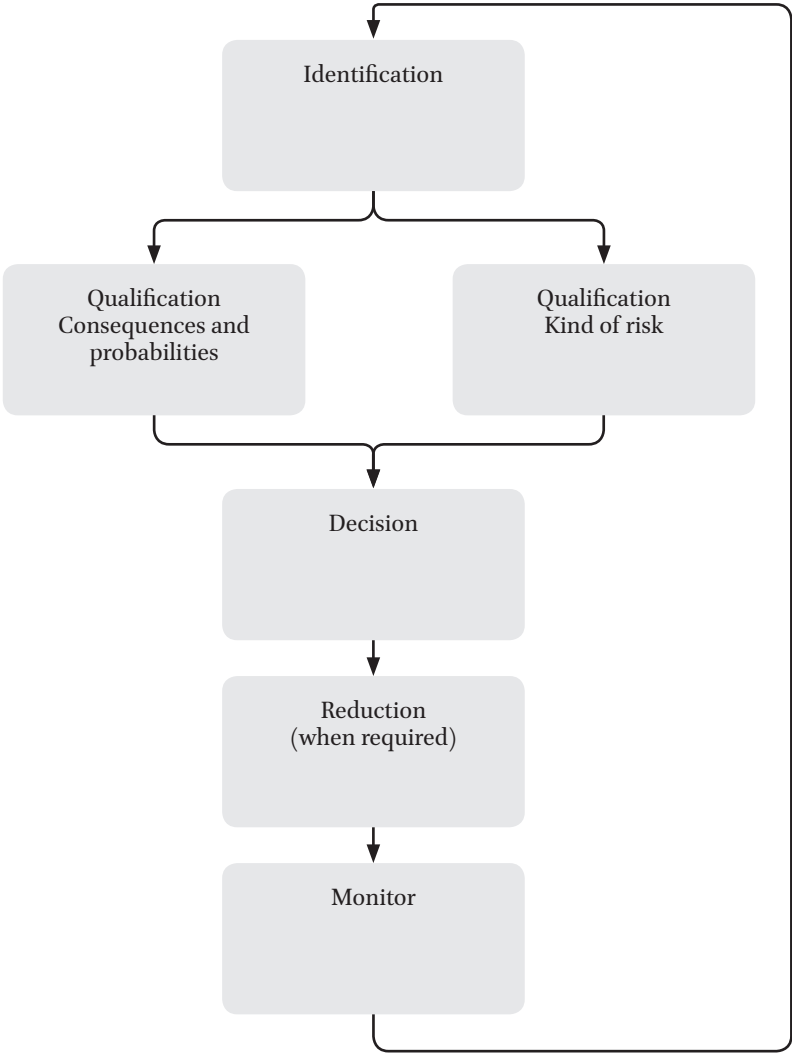 Identification
Qualification
Consequences and
probabilities
Qualification
Kind of risk
Decision
Reduction
(when required)
Monitor